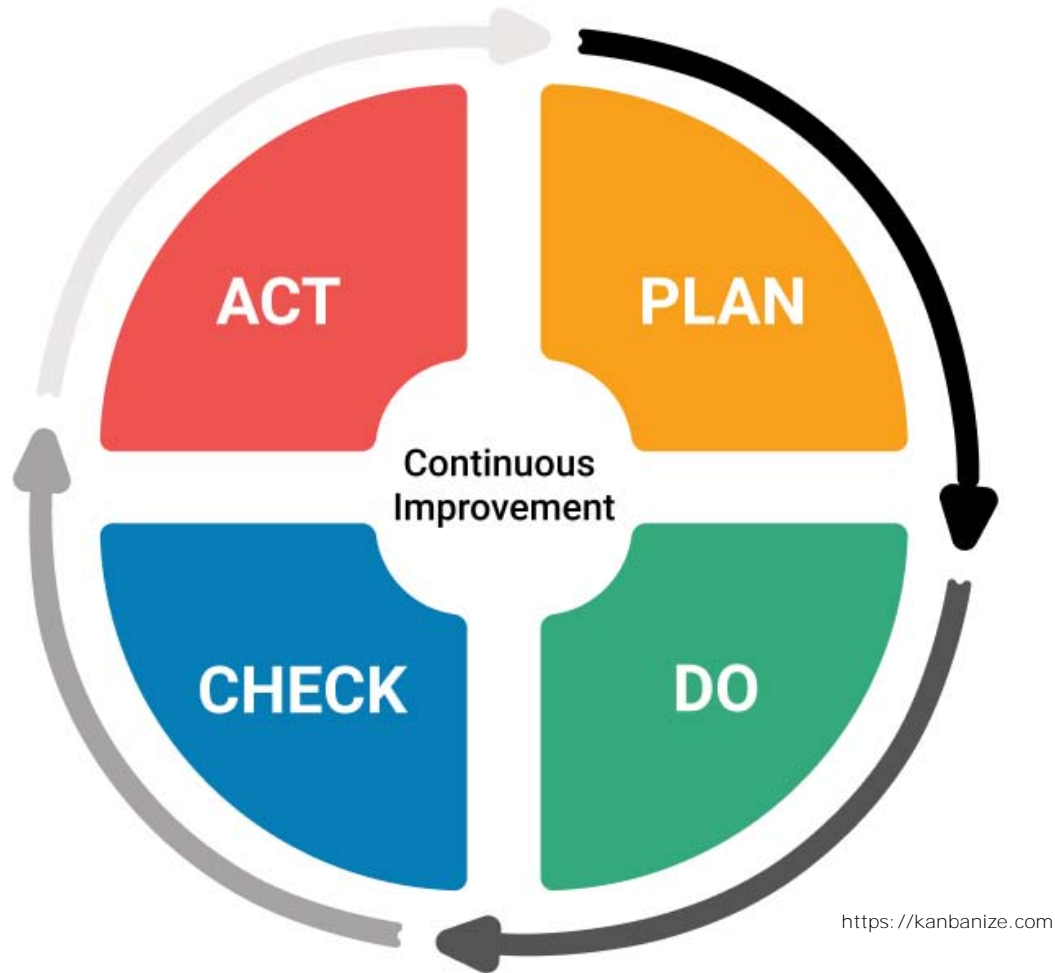 ACT
PLAN
Continuous
Improvement
CHECK
DO
https://kanbanize.com